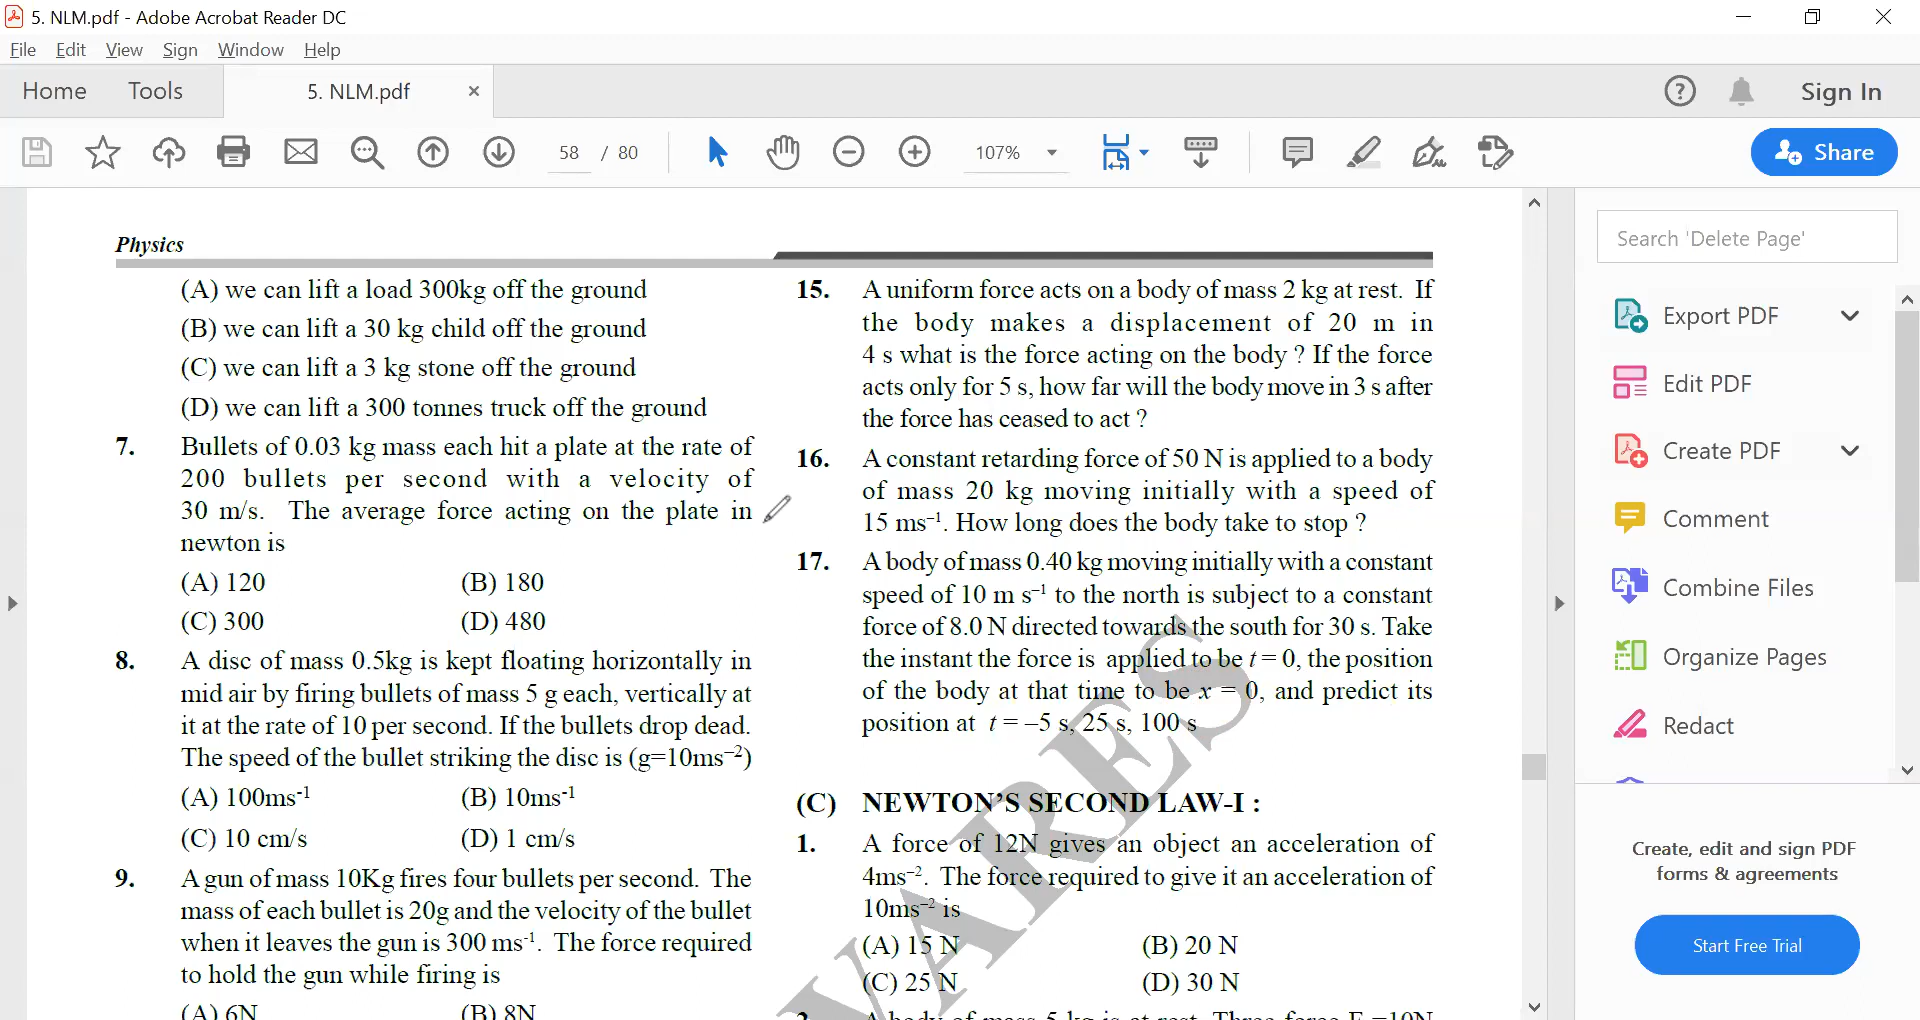 5. NLM.pdf - Adobe Acrobat Reader DC
File Edit View Sign Window Help
Home Tools 5. NLM.pdf × Sign In
58 / 80 107% Share
Physics
(A) we can lift a load 300kg off the ground
(B) we can lift a 30 kg child off the ground
(C) we can lift a 3 kg stone off the ground
(D) we can lift a 300 tonnes truck off the ground
7. Bullets of 0.03 kg mass each hit a plate at the rate of
200 bullets per second with a velocity of
30 m/s. The average force acting on the plate in
newton is
(A) 120 (B) 180
(C) 300 (D) 480
8. A disc of mass 0.5kg is kept floating horizontally in
mid air by firing bullets of mass 5 g each, vertically at
it at the rate of 10 per second. If the bullets drop dead.
The speed of the bullet striking the disc is (g=10ms⁻²)
(A) 100ms⁻¹ (B) 10ms⁻¹
(C) 10 cm/s (D) 1 cm/s
9. A gun of mass 10Kg fires four bullets per second. The
mass of each bullet is 20g and the velocity of the bullet
when it leaves the gun is 300 ms⁻¹. The force required
to hold the gun while firing is
(A) 6N (B) 8N
15. A uniform force acts on a body of mass 2 kg at rest. If
the body makes a displacement of 20 m in
4 s what is the force acting on the body ? If the force
acts only for 5 s, how far will the body move in 3 s after
the force has ceased to act ?
16. A constant retarding force of 50 N is applied to a body
of mass 20 kg moving initially with a speed of
15 ms⁻¹. How long does the body take to stop ?
17. A body of mass 0.40 kg moving initially with a constant
speed of 10 m s⁻¹ to the north is subject to a constant
force of 8.0 N directed towards the south for 30 s. Take
the instant the force is applied to be t = 0, the position
of the body at that time to be x = 0, and predict its
position at t = –5 s, 25 s, 100 s
(C) NEWTON'S SECOND LAW-I :
1. A force of 12N gives an object an acceleration of
4ms⁻². The force required to give it an acceleration of
10ms⁻² is
(A) 15 N (B) 20 N
(C) 25 N (D) 30 N
2. A body of mass 5 kg is at rest. Three force F =10N
VARES
Search 'Delete Page'
Export PDF
Edit PDF
Create PDF
Comment
Combine Files
Organize Pages
Redact
Create, edit and sign PDF
forms & agreements
Start Free Trial